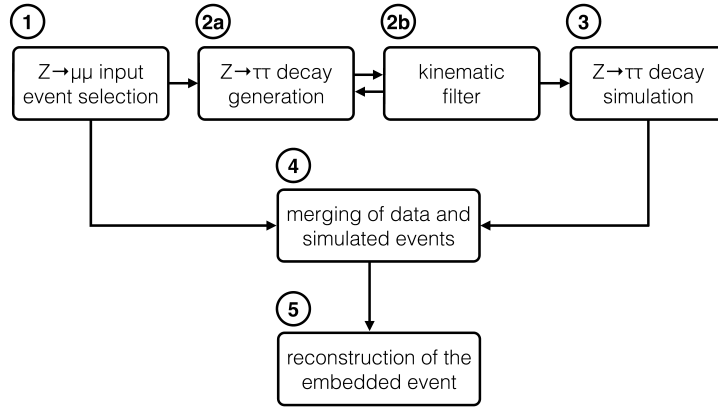 1
Z→μμ input
event selection
2a
Z→ττ decay
generation
2b
kinematic
filter
3
Z→ττ decay
simulation
4
merging of data and
simulated events
5
reconstruction of the
embedded event